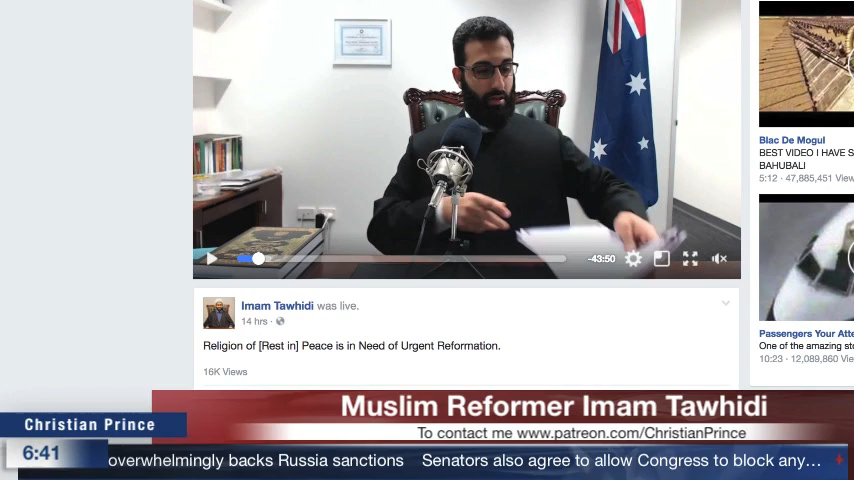 -43:50
Imam Tawhidi was live.
14 hrs ·
Religion of [Rest in] Peace is in Need of Urgent Reformation.
16K Views
Blac De Mogul
BEST VIDEO I HAVE S
BAHUBALI
5:12 · 47,885,451 View
Passengers Your Atte
One of the amazing sto
10:23 · 12,089,860 Vie
Muslim Reformer Imam Tawhidi
To contact me www.patreon.com/ChristianPrince
Christian Prince
6:41
overwhelmingly backs Russia sanctions Senators also agree to allow Congress to block any…